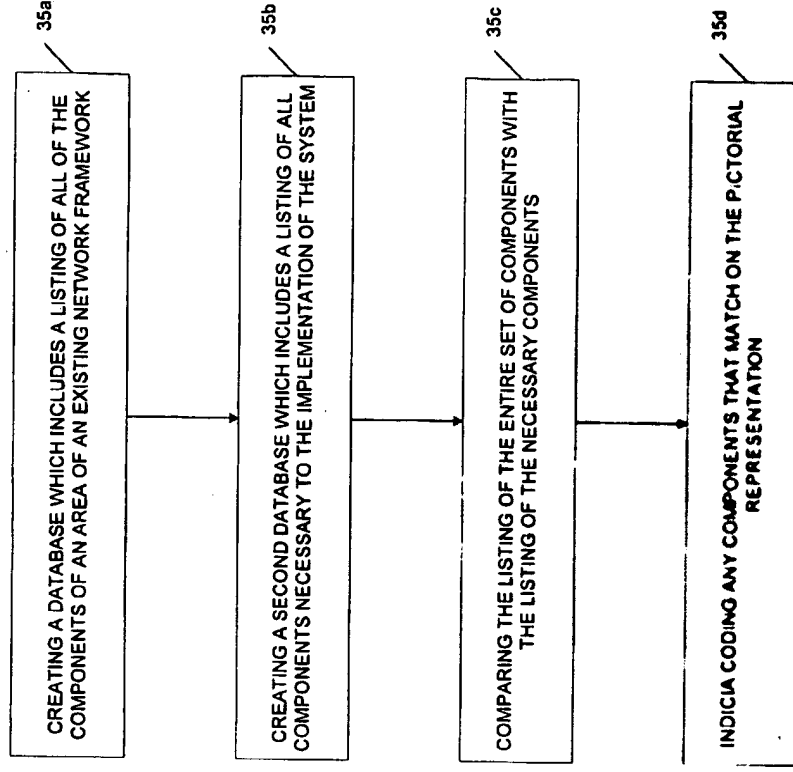 35a
CREATING A DATABASE WHICH INCLUDES A LISTING OF ALL OF THE
COMPONENTS OF AN AREA OF AN EXISTING NETWORK FRAMEWORK
35b
CREATING A SECOND DATABASE WHICH INCLUDES A LISTING OF ALL
COMPONENTS NECESSARY TO THE IMPLEMENTATION OF THE SYSTEM
35c
COMPARING THE LISTING OF THE ENTIRE SET OF COMPONENTS WITH
THE LISTING OF THE NECESSARY COMPONENTS
35d
INDICIA CODING ANY COMPONENTS THAT MATCH ON THE PICTORIAL
REPRESENTATION